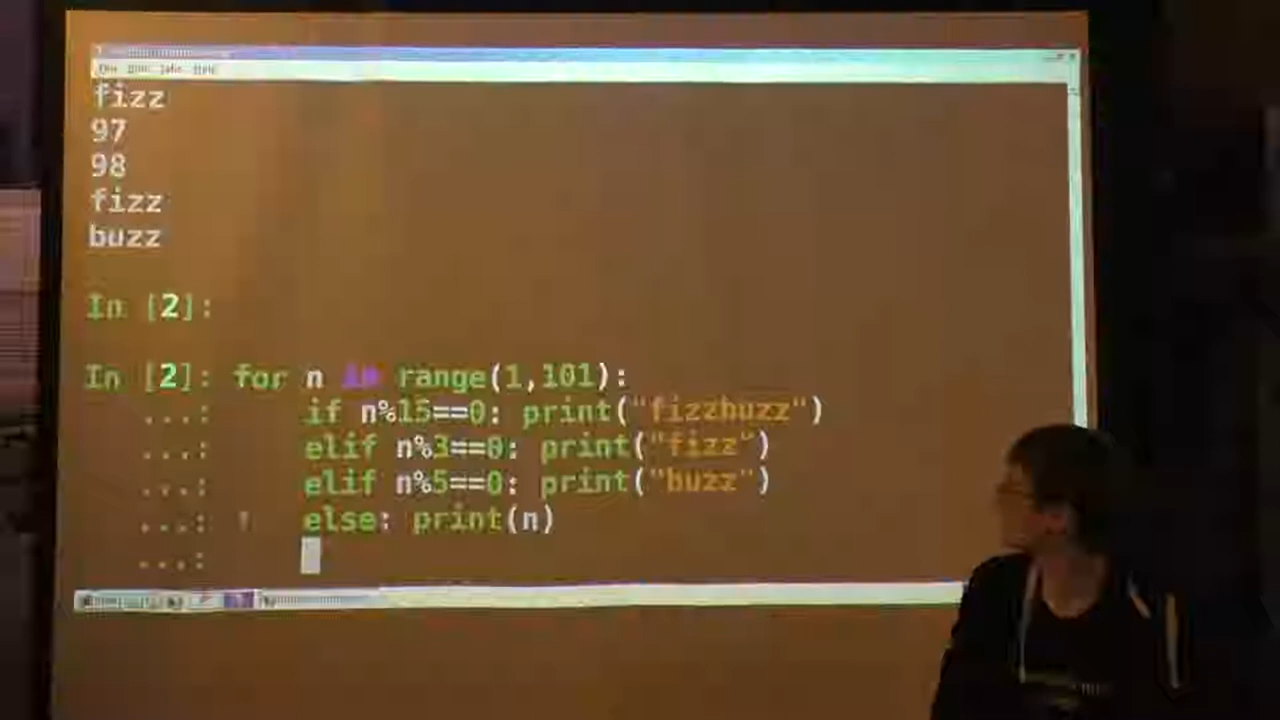 fizz
97
98
fizz
buzz
In [2]:
In [2]: for n in range(1,101):
...: if n%15==0: print("fizzbuzz")
...: elif n%3==0: print("fizz")
...: elif n%5==0: print("buzz")
...: else: print(n)
...: